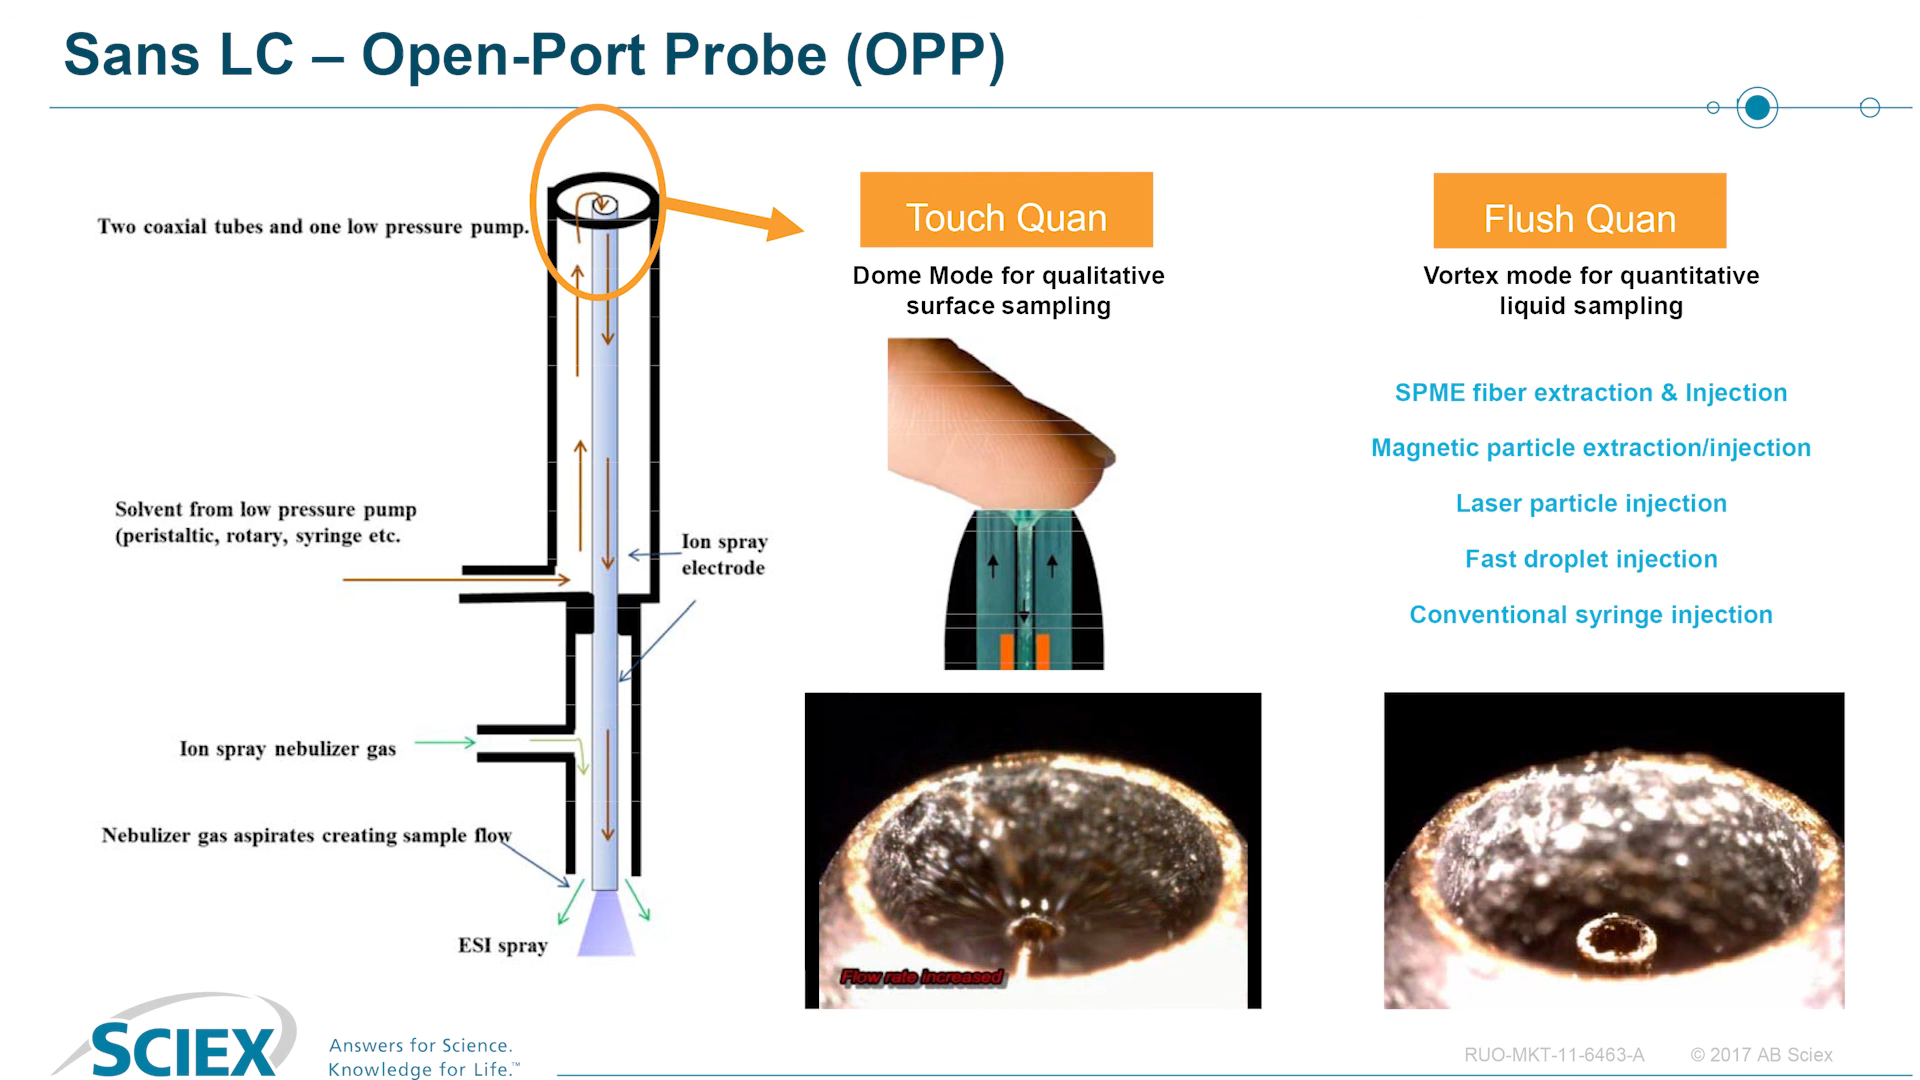 Sans LC – Open-Port Probe (OPP)
Two coaxial tubes and one low pressure pump.
Solvent from low pressure pump
(peristaltic, rotary, syringe etc.
Ion spray
electrode
Ion spray nebulizer gas
Nebulizer gas aspirates creating sample flow
ESI spray
Touch Quan
Dome Mode for qualitative
surface sampling
Flow rate increased
Flush Quan
Vortex mode for quantitative
liquid sampling
SPME fiber extraction & Injection
Magnetic particle extraction/injection
Laser particle injection
Fast droplet injection
Conventional syringe injection
SCIEX
Answers for Science.
Knowledge for Life.™
RUO-MKT-11-6463-A
© 2017 AB Sciex